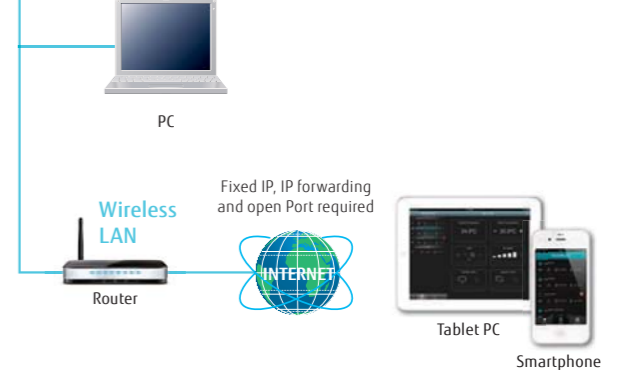 PC
Fixed IP, IP forwarding
and open Port required
Wireless
LAN
INTERNET
Router
Tablet PC
Smartphone